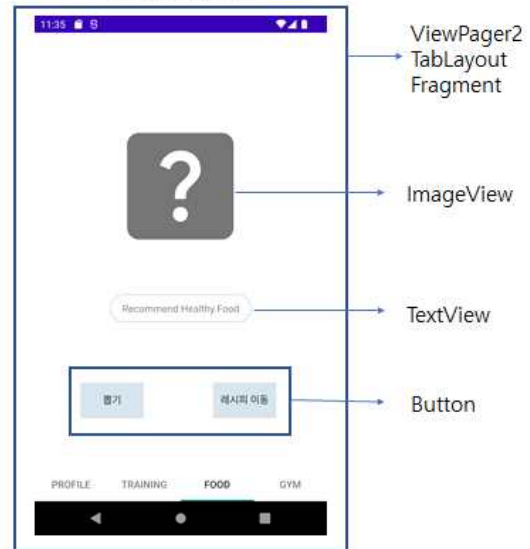 11:35
ViewPager2
TabLayout
Fragment
?
ImageView
Recommend Healthy Food
TextView
뽑기
레시피 이동
Button
PROFILE TRAINING FOOD GYM